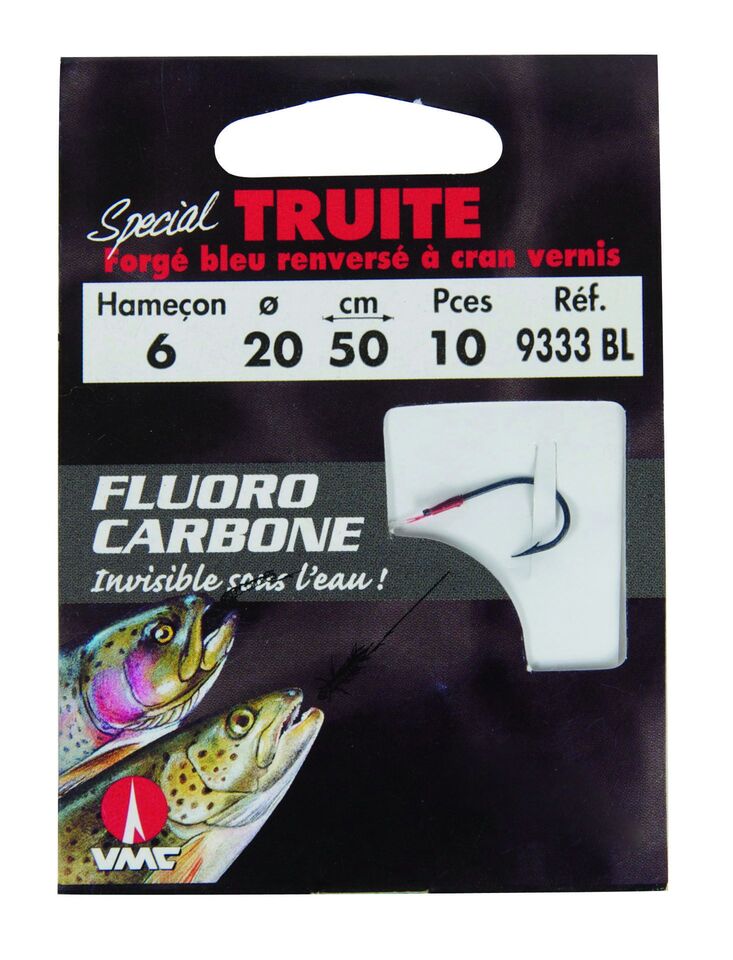 Special TRUITE
Forgé bleu renversé à cran vernis
Hameçon ø cm Pces Réf.
6 20 50 10 9333 BL
FLUORO
CARBONE
Invisible sous l'eau !
VMC